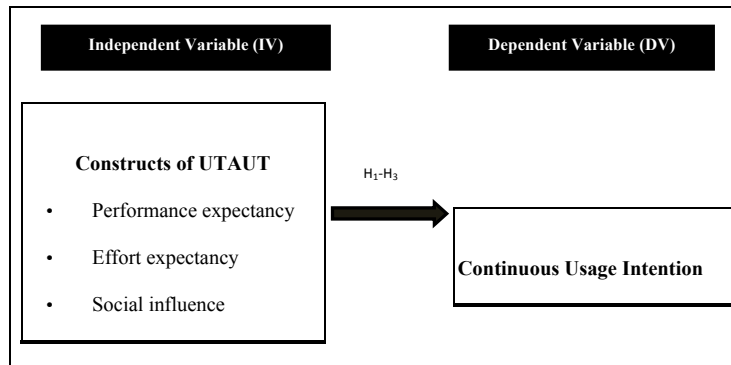 Independent Variable (IV)
Dependent Variable (DV)
Constructs of UTAUT
• Performance expectancy
• Effort expectancy
• Social influence
H₁-H₃
Continuous Usage Intention